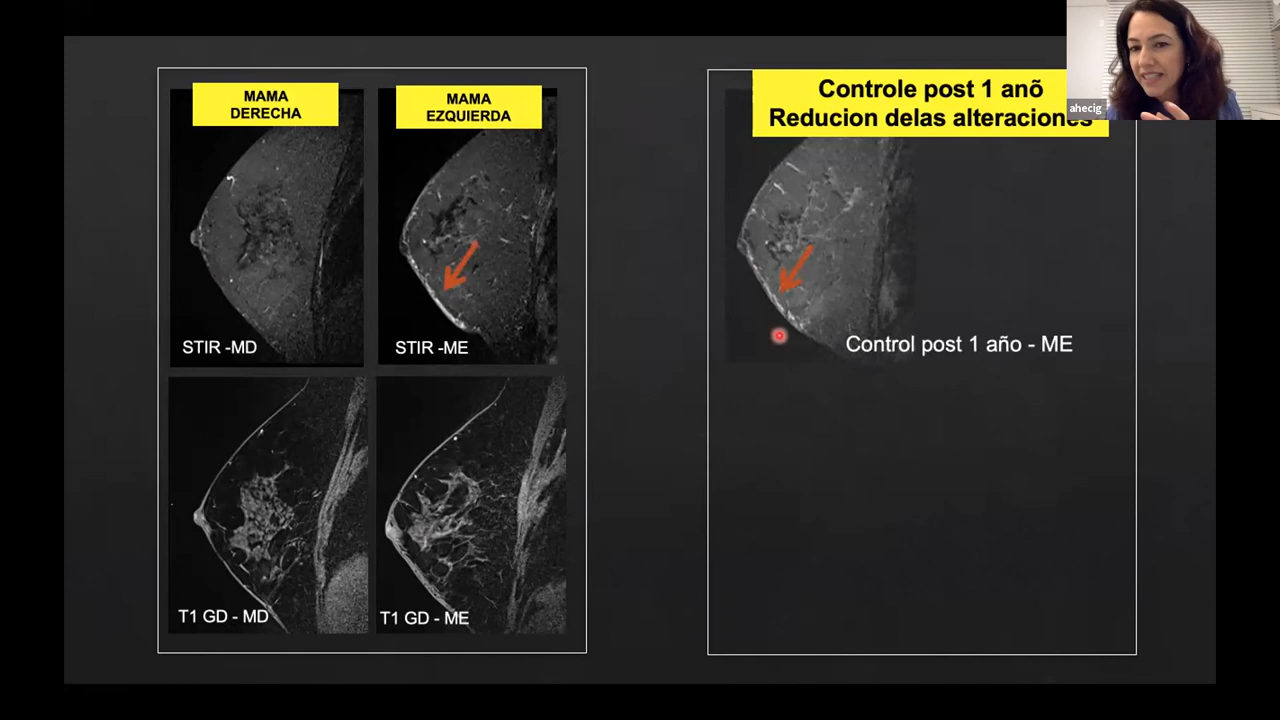 MAMA
DERECHA
MAMA
EZQUIERDA
STIR -MD
STIR -ME
T1 GD - MD
T1 GD - ME
Controle post 1 anõ
Reducion delas alteraciones
ahecig
Control post 1 año - ME